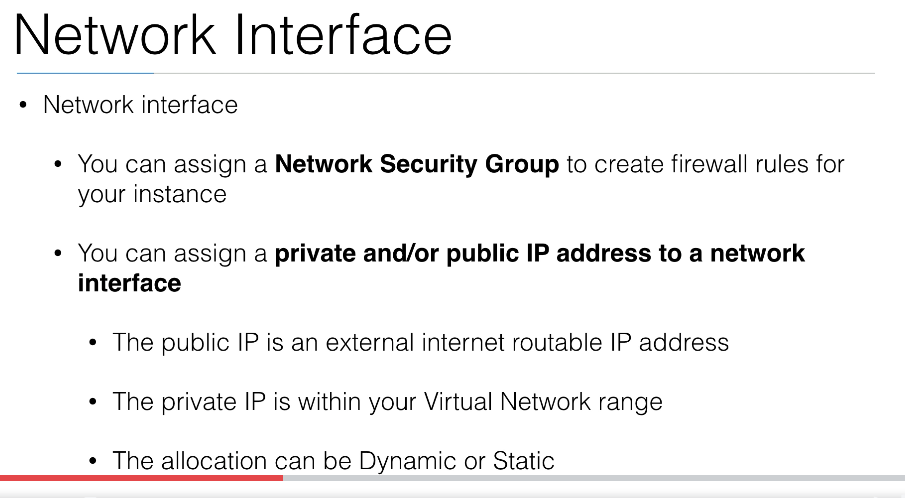 Network Interface
• Network interface
• You can assign a Network Security Group to create firewall rules for
your instance
• You can assign a private and/or public IP address to a network
interface
• The public IP is an external internet routable IP address
• The private IP is within your Virtual Network range
• The allocation can be Dynamic or Static